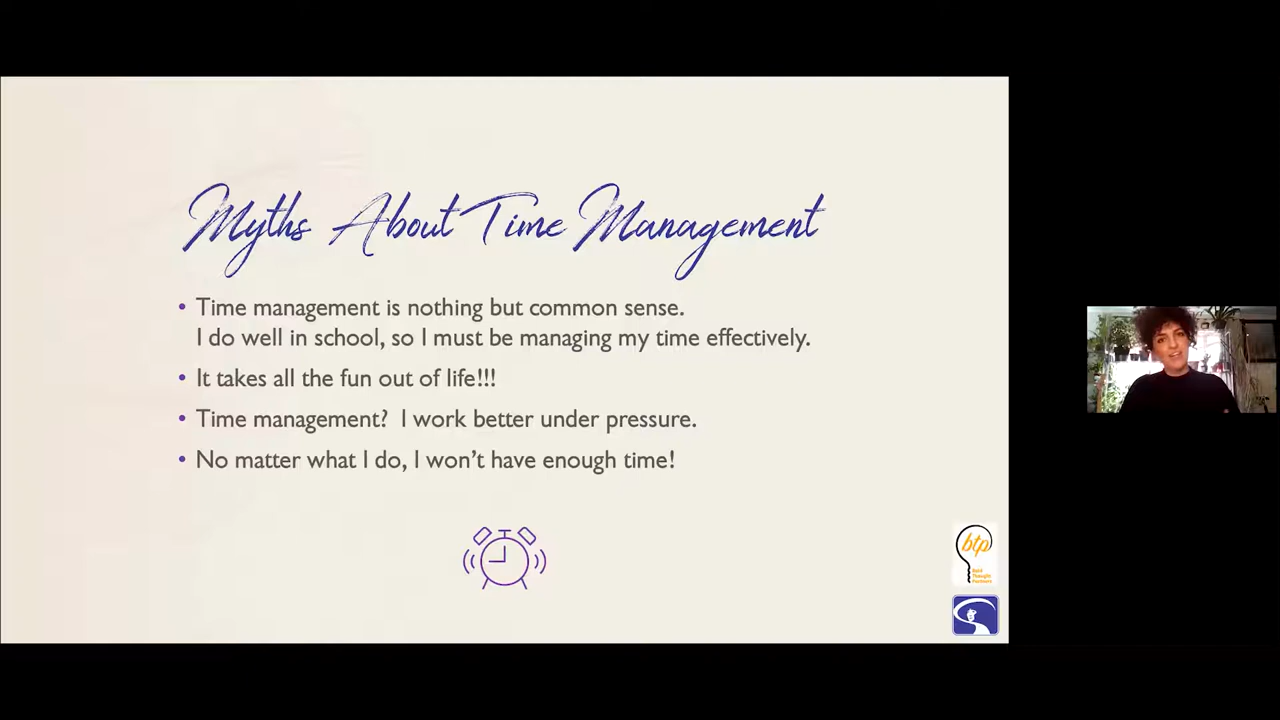 Myths About Time Management
• Time management is nothing but common sense.
I do well in school, so I must be managing my time effectively.
• It takes all the fun out of life!!!
• Time management?  I work better under pressure.
• No matter what I do, I won’t have enough time!
btp